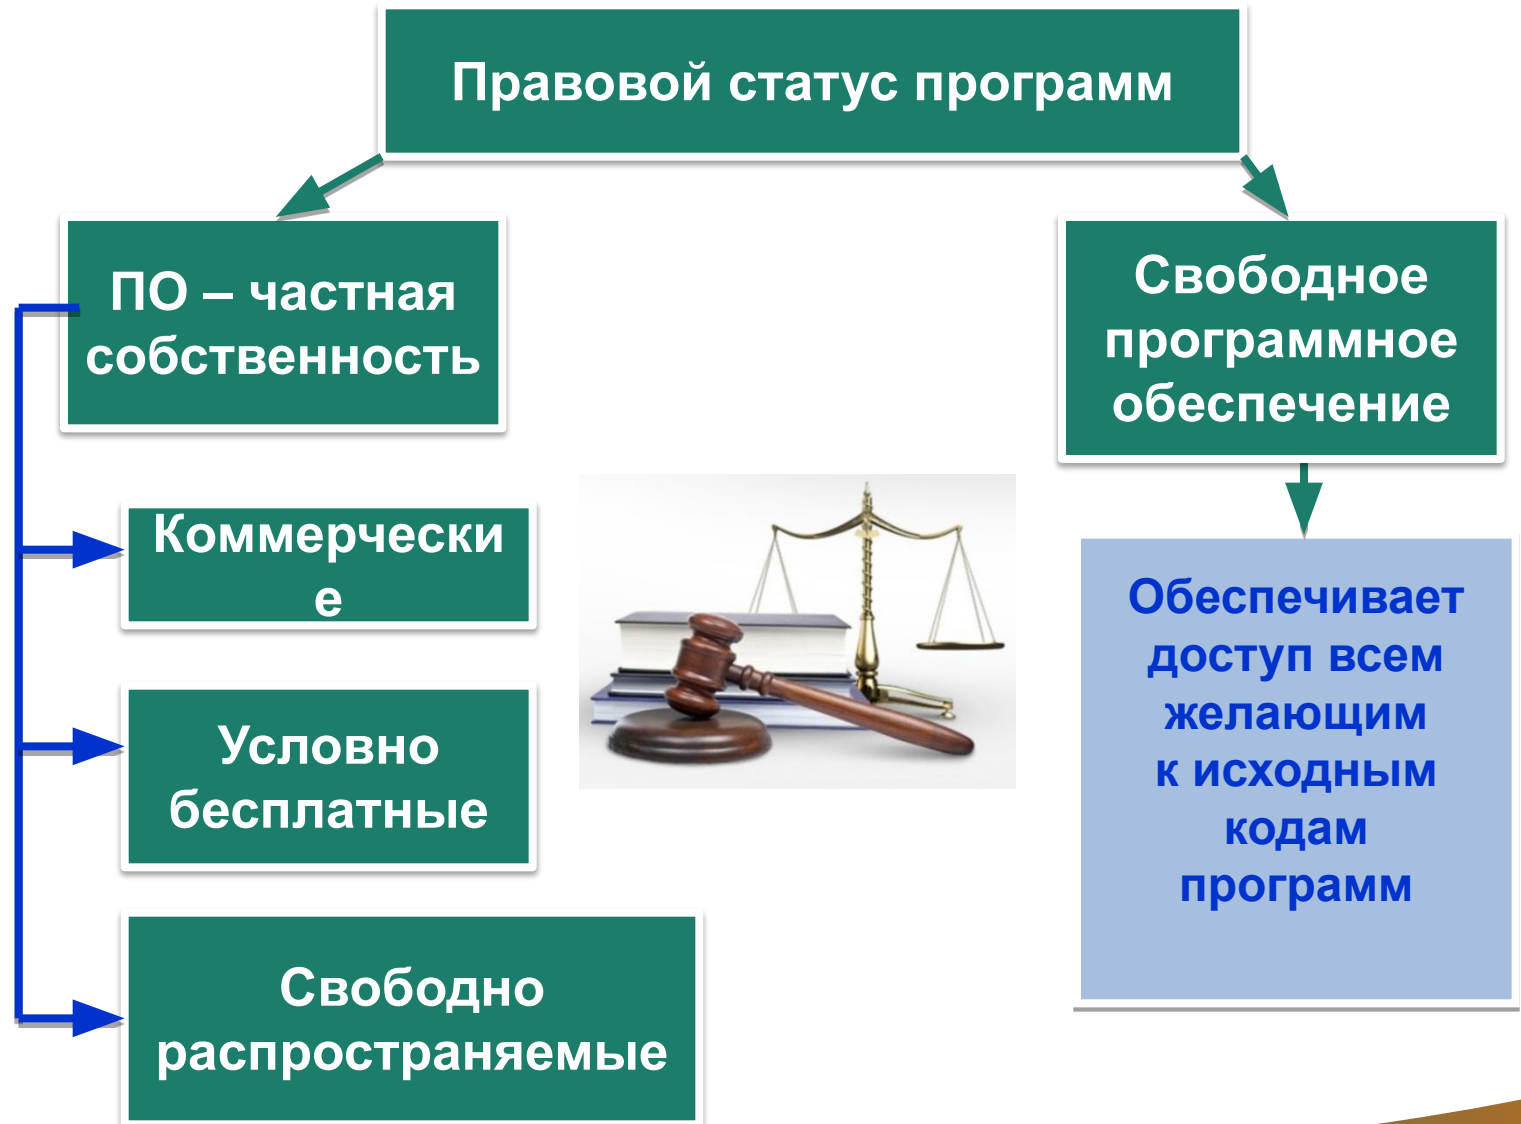 Правовой статус программ
ПО – частная
собственность
Коммерчески
е
Условно
бесплатные
Свободно
распространяемые
Свободное
программное
обеспечение
Обеспечивает
доступ всем
желающим
к исходным
кодам
программ